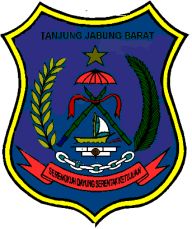 TANJUNG JABUNG BARAT
SERENGKUH DAYUNG SERENTAK KETUJUAN